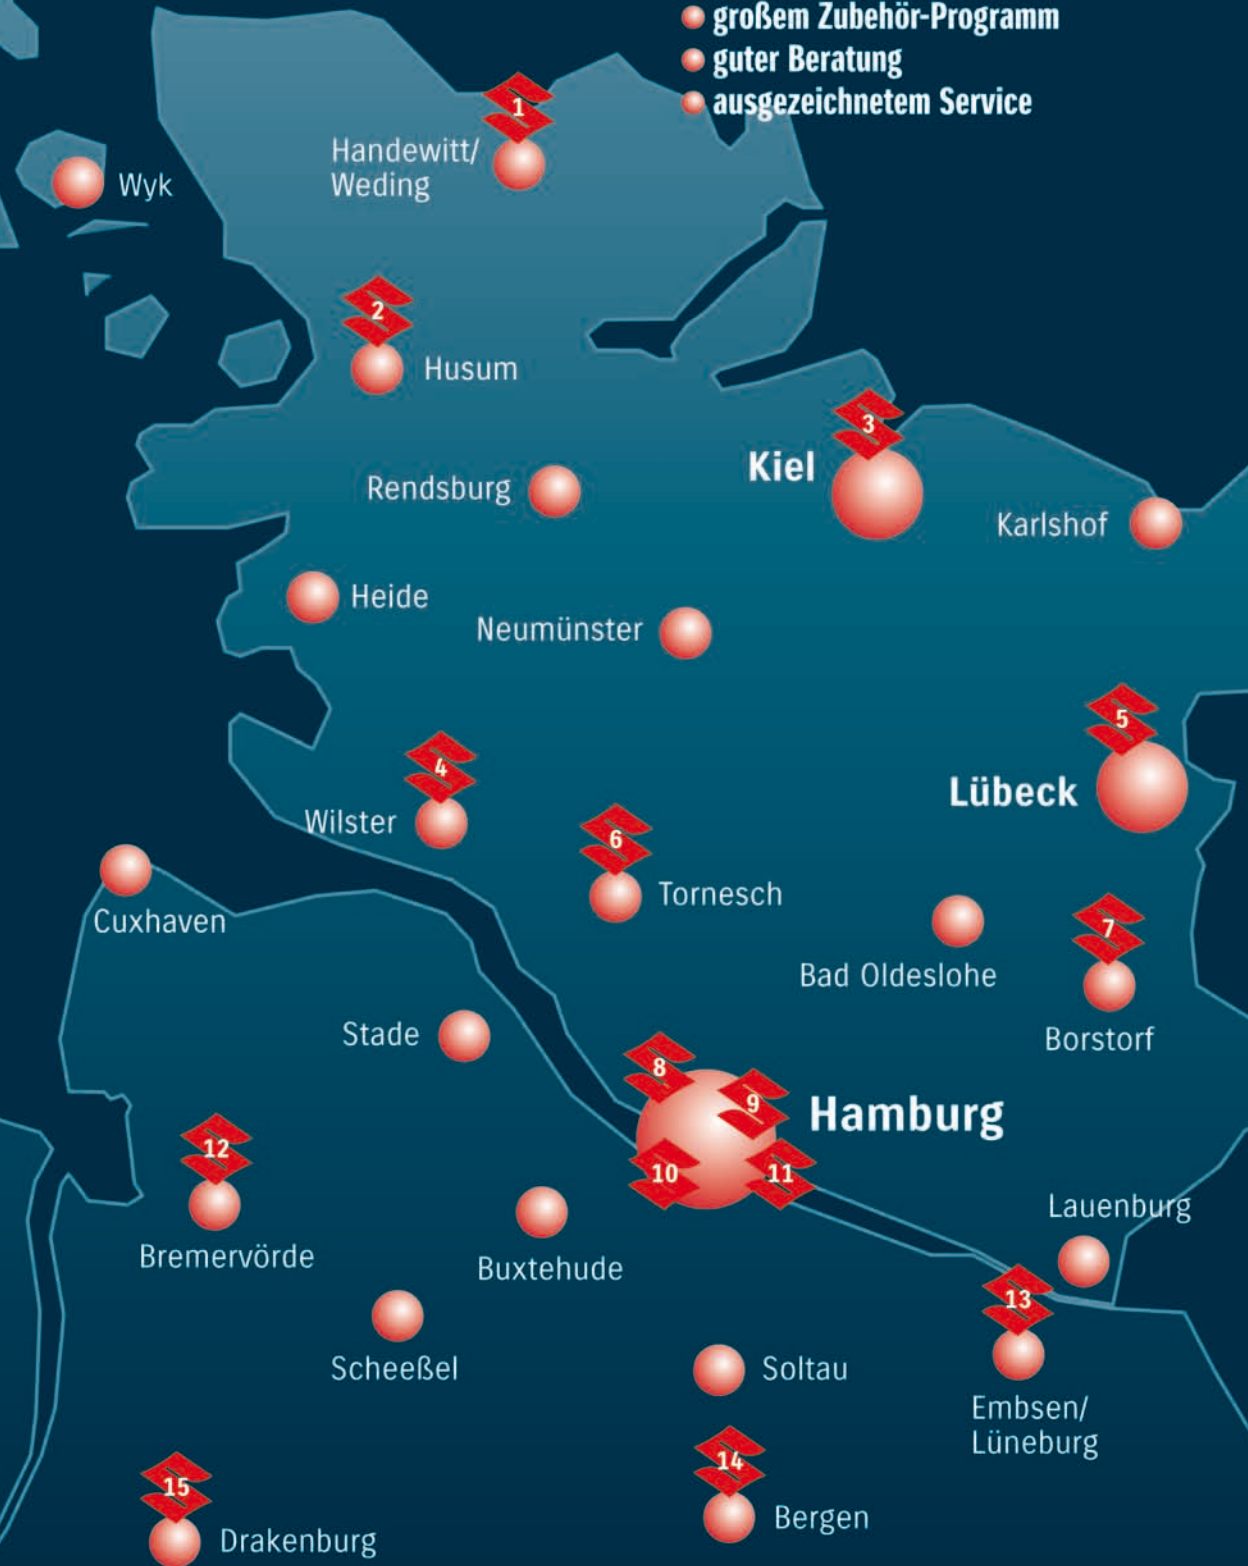 großem Zubehör-Programm
guter Beratung
ausgezeichnetem Service
1
Handewitt/
Weding
Wyk
2
Husum
3
Kiel
Rendsburg
Karlshof
Heide
Neumünster
5
4
Lübeck
Wilster
6
Tornesch
Cuxhaven
7
Bad Oldeslohe
Stade
Borstorf
8
9
Hamburg
10
11
12
Lauenburg
Bremervörde
Buxtehude
13
Scheeßel
Soltau
Embsen/
Lüneburg
14
15
Bergen
Drakenburg